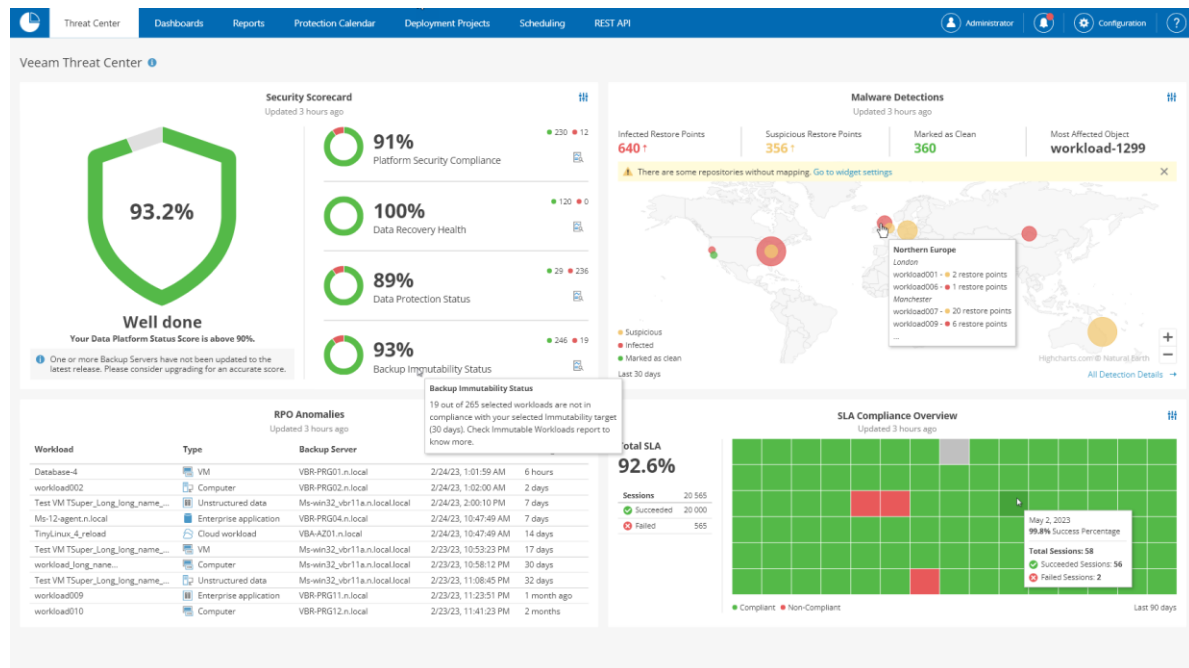 Threat Center
Dashboards
Reports
Protection Calendar
Deployment Projects
Scheduling
REST API
Administrator
Configuration
?
Veeam Threat Center
Security Scorecard
Updated 3 hours ago
93.2%
Well done
Your Data Platform Status Score is above 90%.
One or more Backup Servers have not been updated to the
latest release. Please consider upgrading for an accurate score.
91%
Platform Security Compliance
230 12
100%
Data Recovery Health
120 0
89%
Data Protection Status
29 236
93%
Backup Immutability Status
246 19
Backup Immutability Status
19 out of 265 selected workloads are not in
compliance with your selected Immutability target
(30 days). Check Immutable Workloads report to
know more.
Malware Detections
Updated 3 hours ago
Infected Restore Points
640↑
Suspicious Restore Points
356↑
Marked as Clean
360
Most Affected Object
workload-1299
There are some repositories without mapping. Go to widget settings
Northern Europe
London
workload001 - 2 restore points
workload006 - 1 restore points
Manchester
workload007 - 20 restore points
workload009 - 6 restore points
...
Suspicious
Infected
Marked as clean
Last 30 days
+
−
Highcharts.com © Natural Earth
All Detection Details →
RPO Anomalies
Updated 3 hours ago
Workload Type Backup Server
Database-4 VM VBR-PRG01.n.local 2/24/23, 1:01:59 AM 6 hours
workload002 Computer VBR-PRG02.n.local 2/24/23, 1:02:00 AM 2 days
Test VM TSuper_Long_long_name_... Unstructured data Ms-win32_vbr11a.n.local.local 2/24/23, 2:00:10 PM 7 days
Ms-12-agent.n.local Enterprise application VBR-PRG04.n.local 2/24/23, 10:47:49 AM 7 days
TinyLinux_4_reload Cloud workload VBA-AZ01.n.local 2/24/23, 10:47:49 AM 14 days
Test VM TSuper_Long_long_name_... VM Ms-win32_vbr11a.n.local.local 2/23/23, 10:53:23 PM 17 days
workload_long_nane... Computer Ms-win32_vbr11a.n.local.local 2/23/23, 10:58:12 PM 30 days
Test VM TSuper_Long_long_name_... Unstructured data Ms-win32_vbr11a.n.local.local 2/23/23, 11:08:45 PM 32 days
workload009 Enterprise application VBR-PRG11.n.local 2/23/23, 11:23:51 PM 1 month ago
workload010 Computer VBR-PRG12.n.local 2/23/23, 11:41:23 PM 2 months
SLA Compliance Overview
Updated 3 hours ago
Total SLA
92.6%
Sessions 20 565
Succeeded 20 000
Failed 565
May 2, 2023
99.8% Success Percentage
Total Sessions: 58
Succeeded Sessions: 56
Failed Sessions: 2
Compliant Non-Compliant
Last 90 days